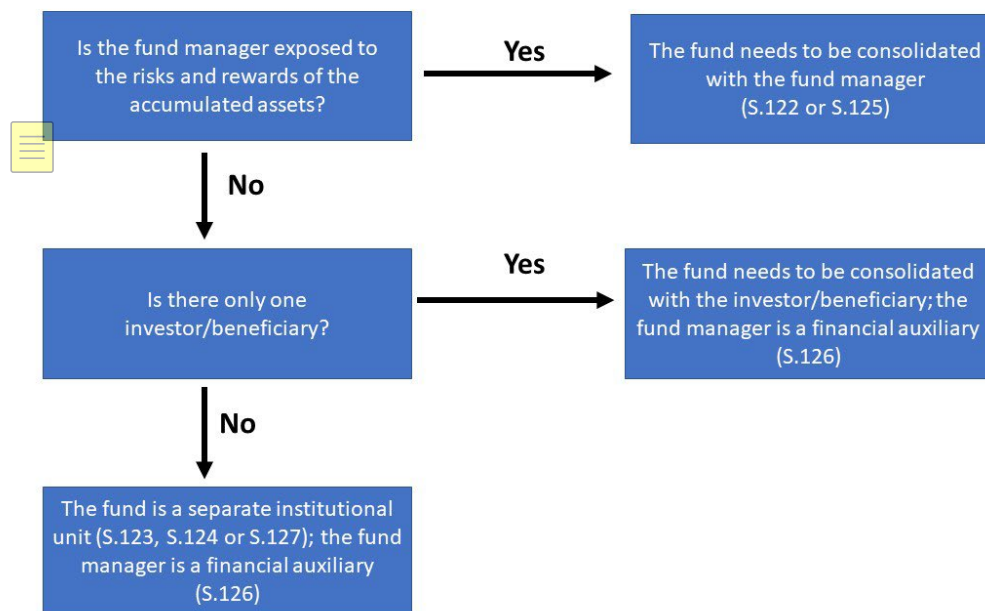 Is the fund manager exposed to
the risks and rewards of the
accumulated assets?
Yes
The fund needs to be consolidated
with the fund manager
(S.122 or S.125)
No
Is there only one
investor/beneficiary?
Yes
The fund needs to be consolidated
with the investor/beneficiary; the
fund manager is a financial auxiliary
(S.126)
No
The fund is a separate institutional
unit (S.123, S.124 or S.127); the fund
manager is a financial auxiliary
(S.126)